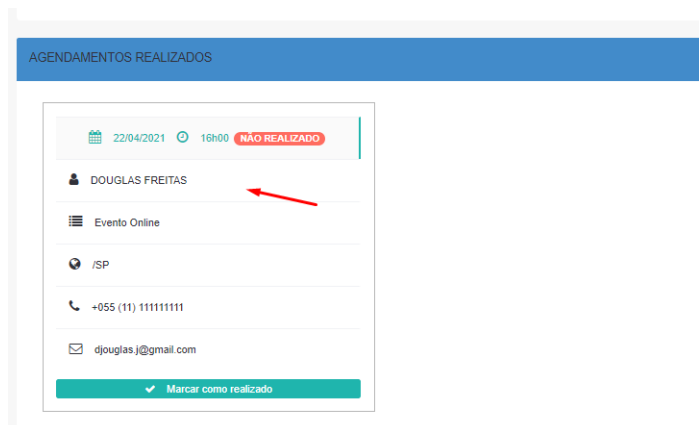 AGENDAMENTOS REALIZADOS
22/04/2021 16h00 NÃO REALIZADO
DOUGLAS FREITAS
Evento Online
/SP
+055 (11) 111111111
djouglas.j@gmail.com
Marcar como realizado